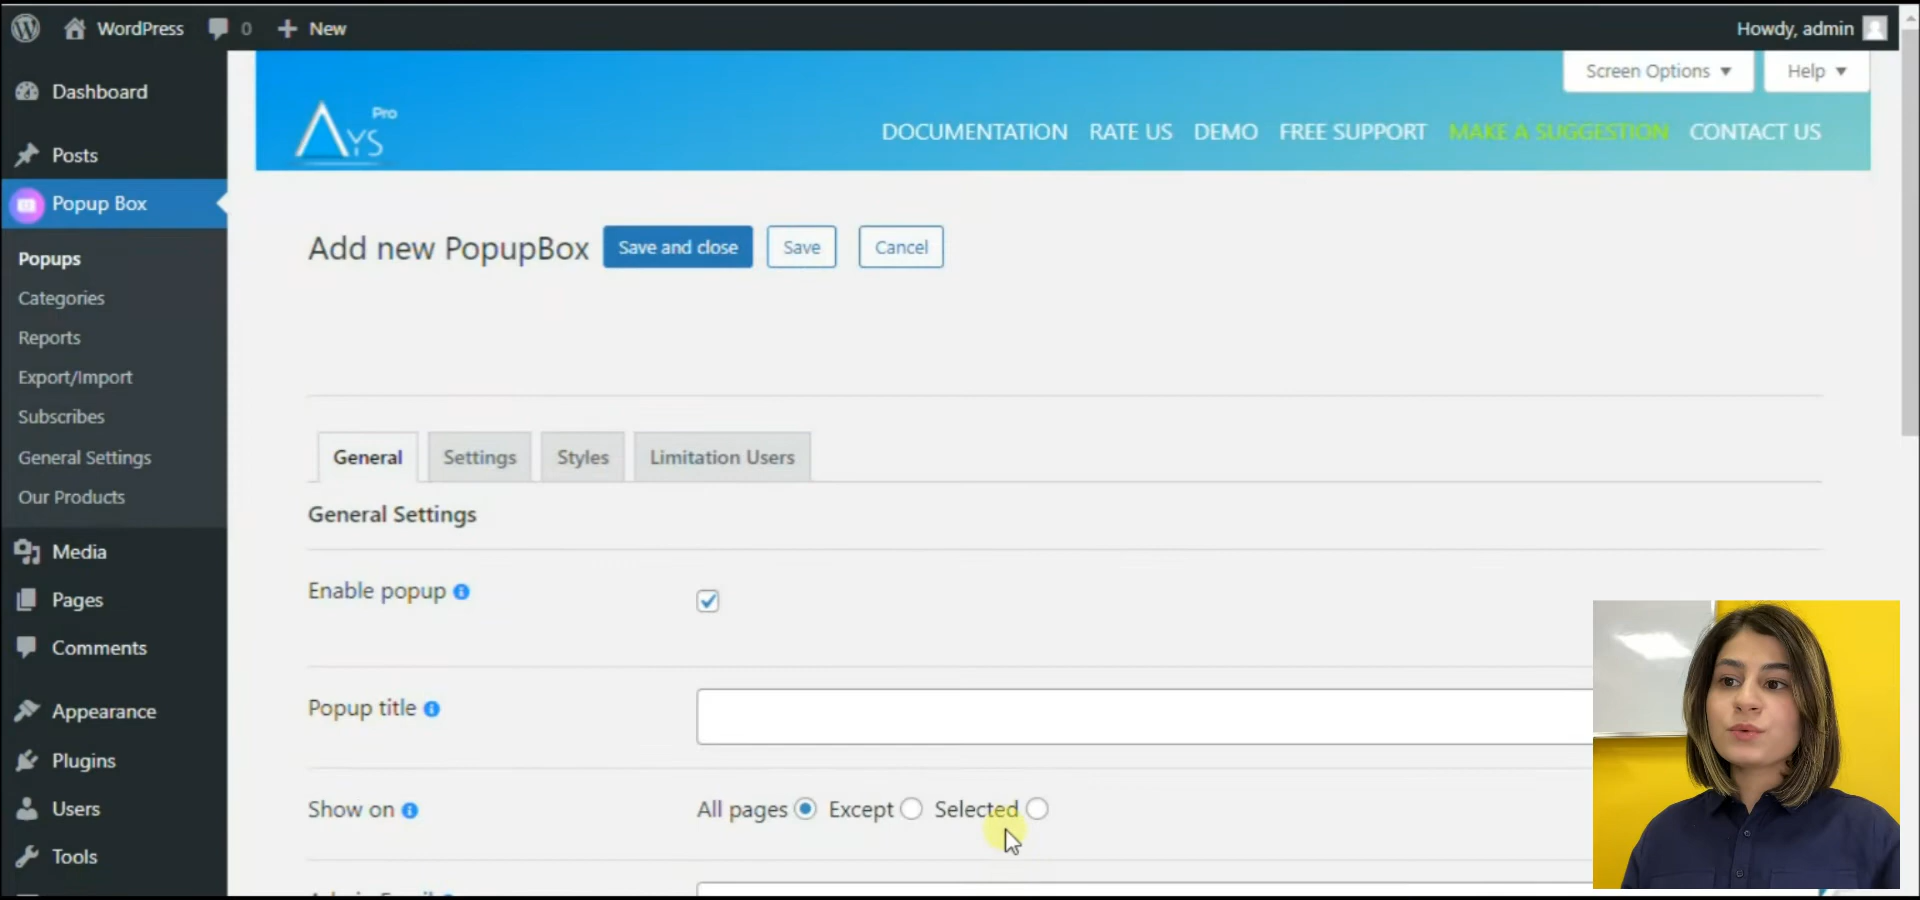 WordPress 0 New Howdy, admin
Screen Options Help
Dashboard
Posts
Popup Box
Popups
Categories
Reports
Export/Import
Subscribes
General Settings
Our Products
Media
Pages
Comments
Appearance
Plugins
Users
Tools
AYS Pro
DOCUMENTATION RATE US DEMO FREE SUPPORT MAKE A SUGGESTION CONTACT US
Add new PopupBox Save and close Save Cancel
General Settings Styles Limitation Users
General Settings
Enable popup
Popup title
Show on All pages Except Selected